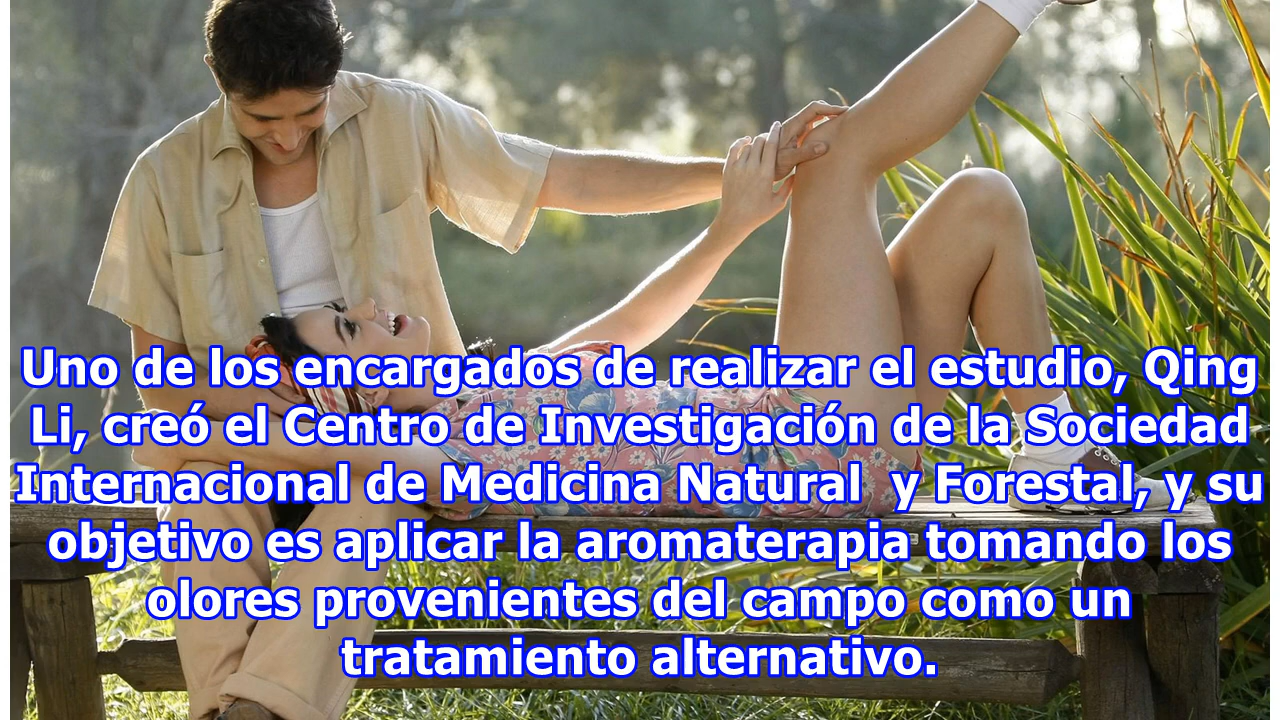 Uno de los encargados de realizar el estudio, Qing
Li, creó el Centro de Investigación de la Sociedad
Internacional de Medicina Natural  y Forestal, y su
objetivo es aplicar la aromaterapia tomando los
olores provenientes del campo como un
tratamiento alternativo.